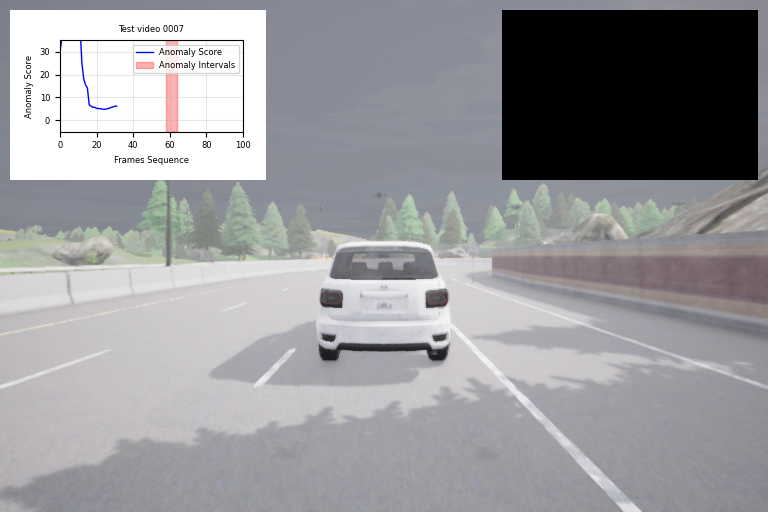 Test video 0007
Anomaly Score
30
20
10
0
Anomaly Score
Anomaly Intervals
0 20 40 60 80 100
Frames Sequence